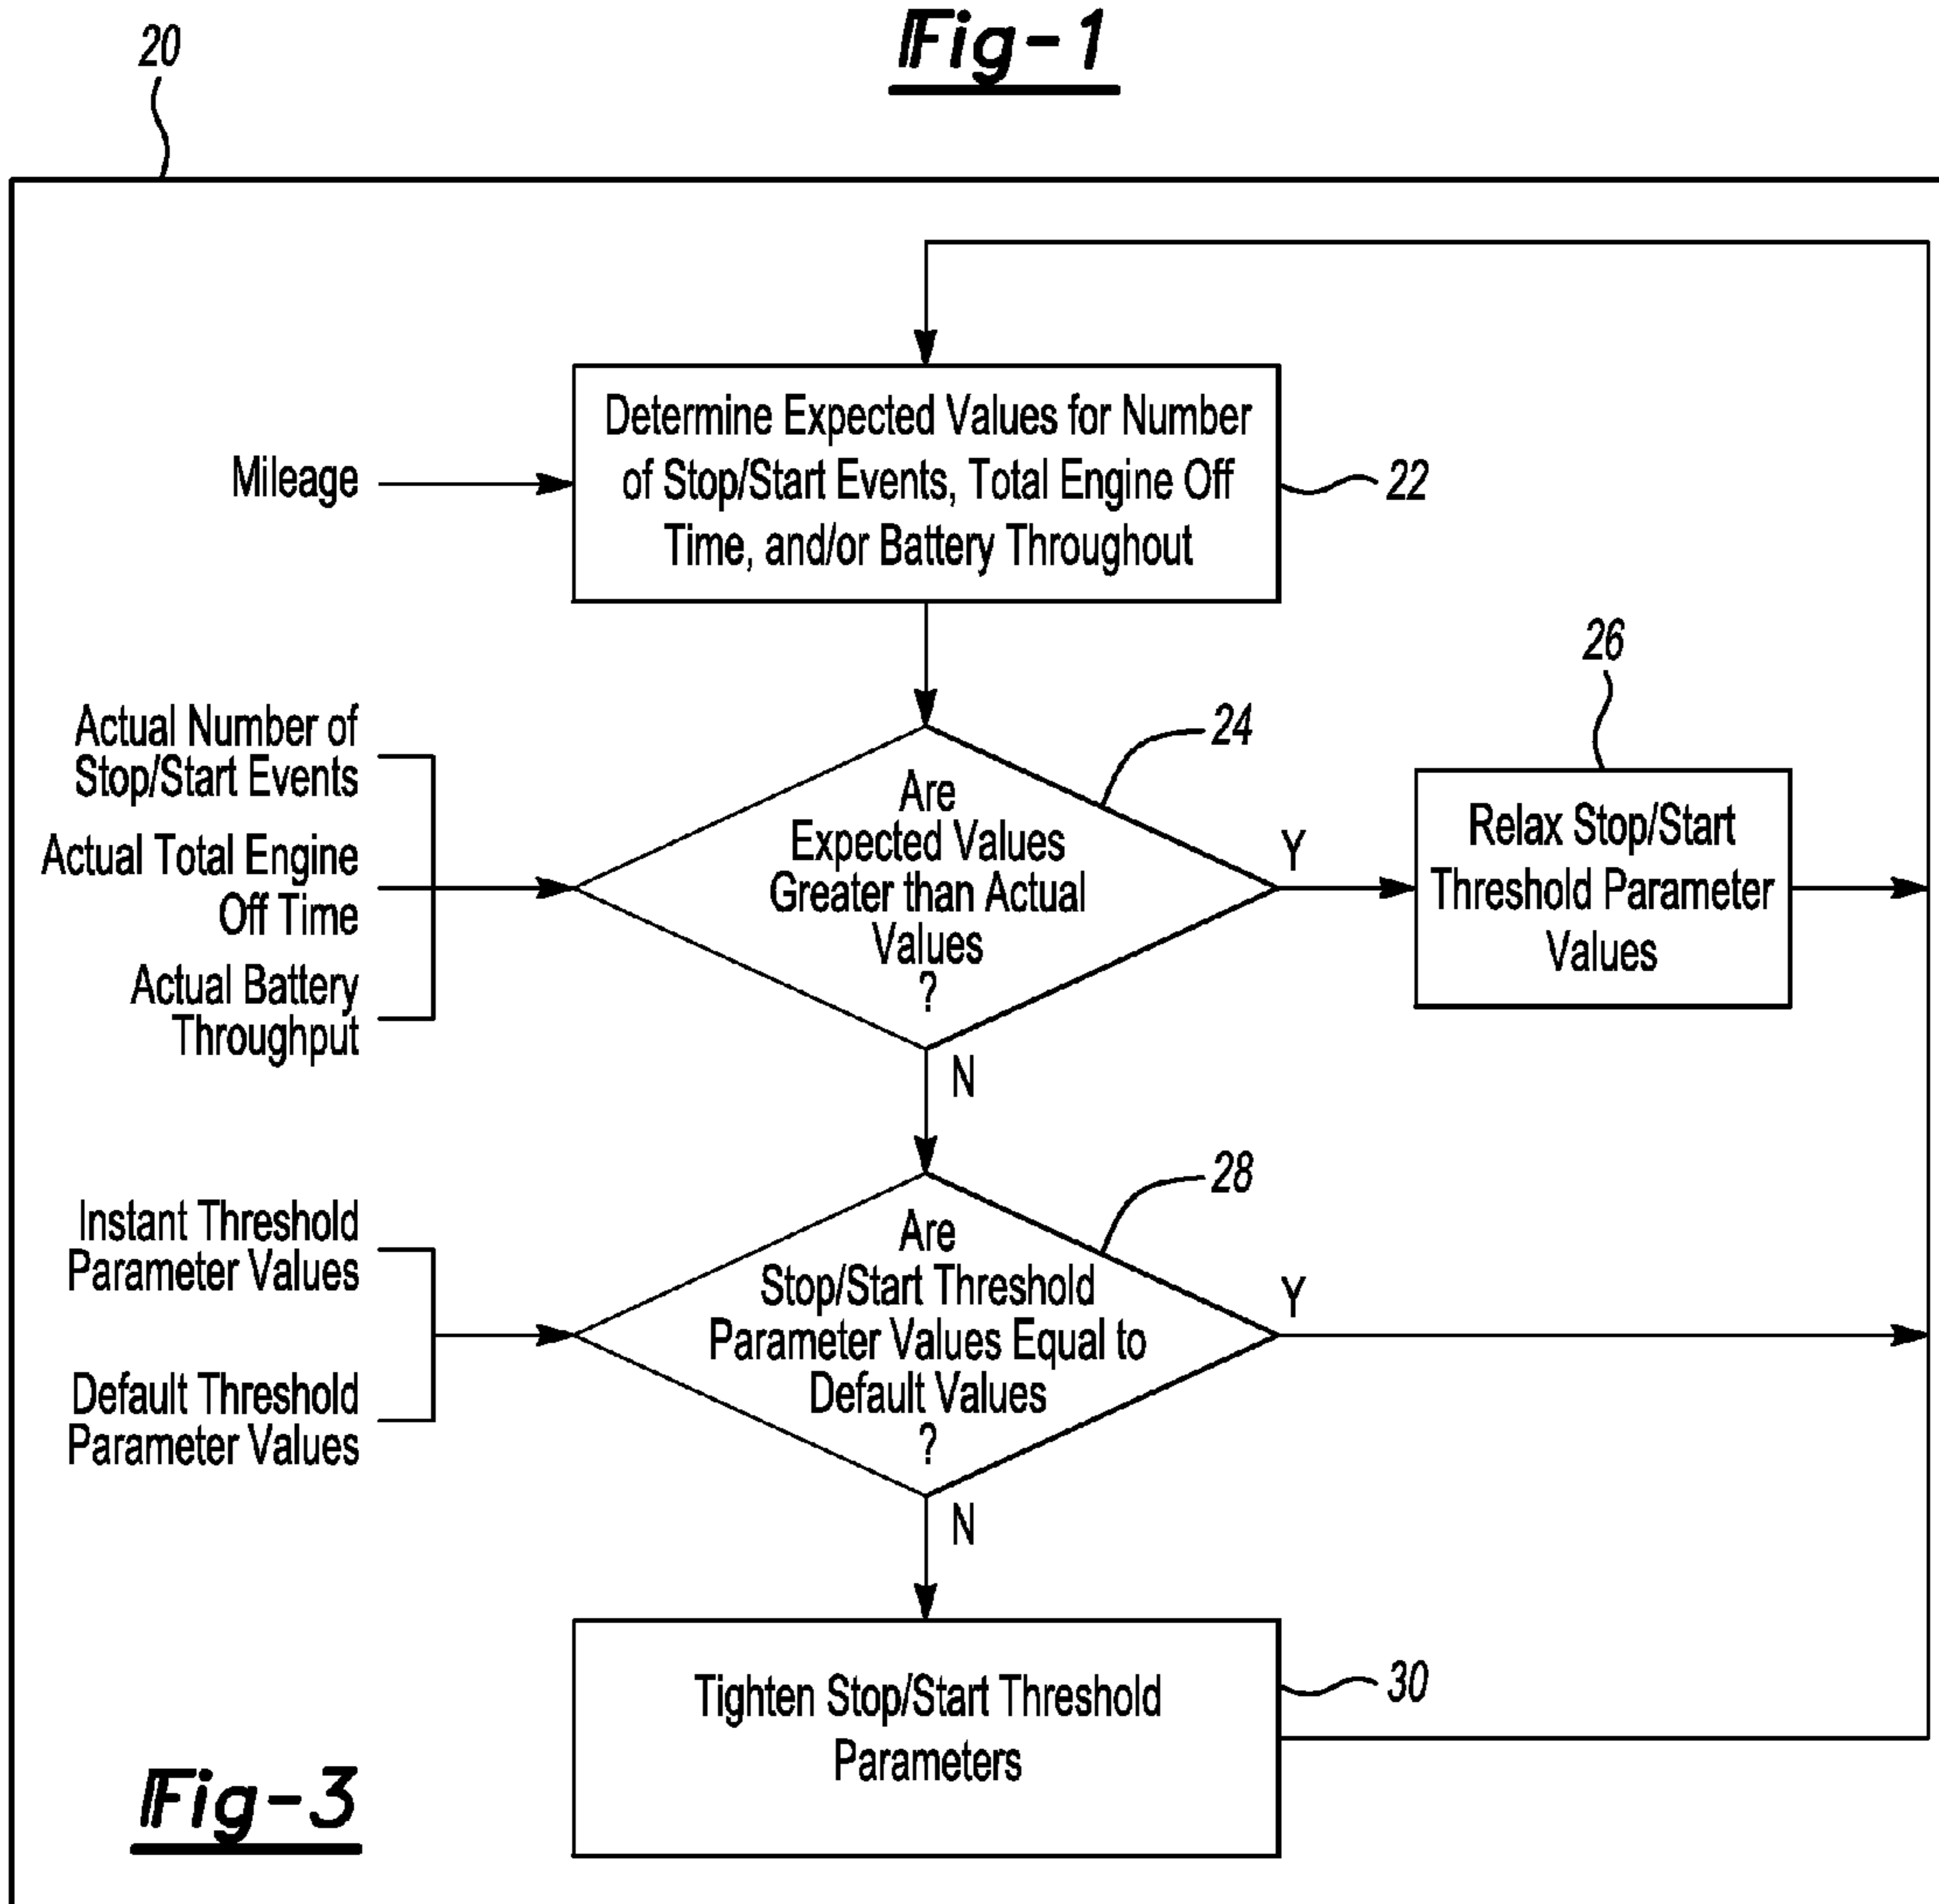 Fig-1
20
Determine Expected Values for Number
of Stop/Start Events, Total Engine Off
Time, and/or Battery Throughout
Mileage
22
26
Actual Number of
Stop/Start Events
Actual Total Engine
Off Time
Actual Battery
Throughput
24
Are
Expected Values
Greater than Actual
Values
?
Y
Relax Stop/Start
Threshold Parameter
Values
N
Instant Threshold
Parameter Values
Default Threshold
Parameter Values
28
Are
Stop/Start Threshold
Parameter Values Equal to
Default Values
?
Y
N
Tighten Stop/Start Threshold
Parameters
30
Fig-3